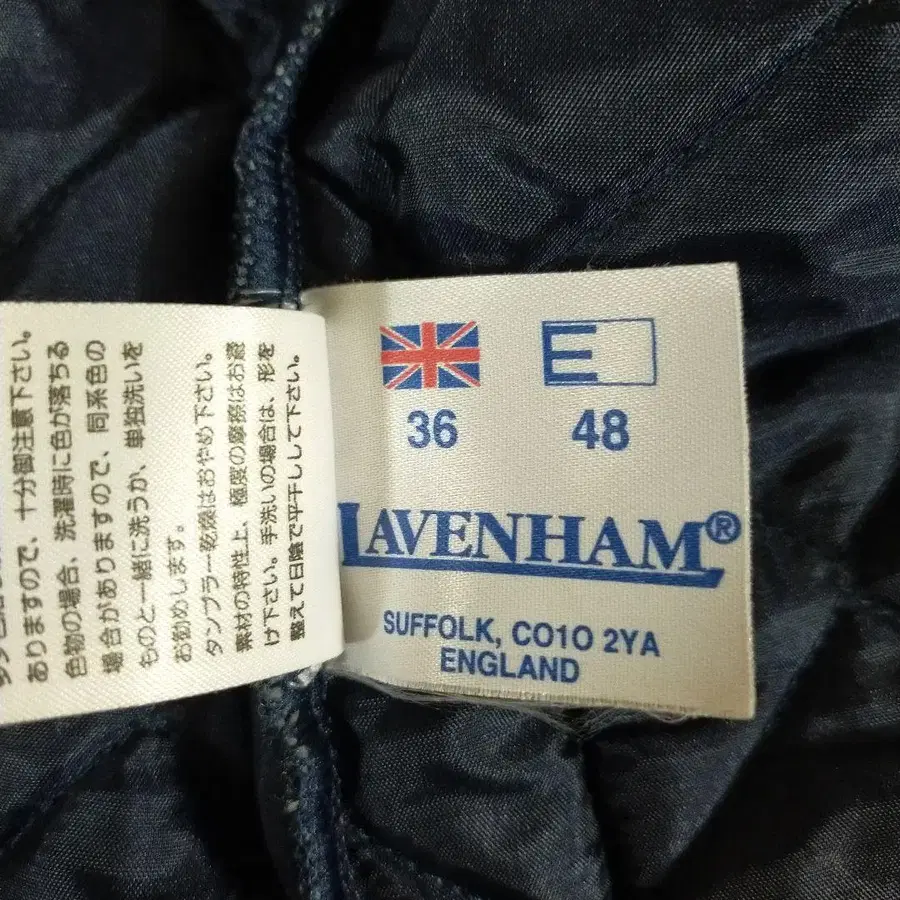 ありますので、十分御注意下さい。
色物の場合、洗濯時に色が落ちる
場合がありますので、同系色の
ものと一緒に洗うか、単独洗いを
お勧めします。
タンブラー乾燥はおやめ下さい。
素材の特性上、極度の摩擦はお避
け下さい。手洗いの場合は、形を
整えて日陰で平干しして下さい。
E
36
48
LAVENHAM®
SUFFOLK, CO10 2YA
ENGLAND